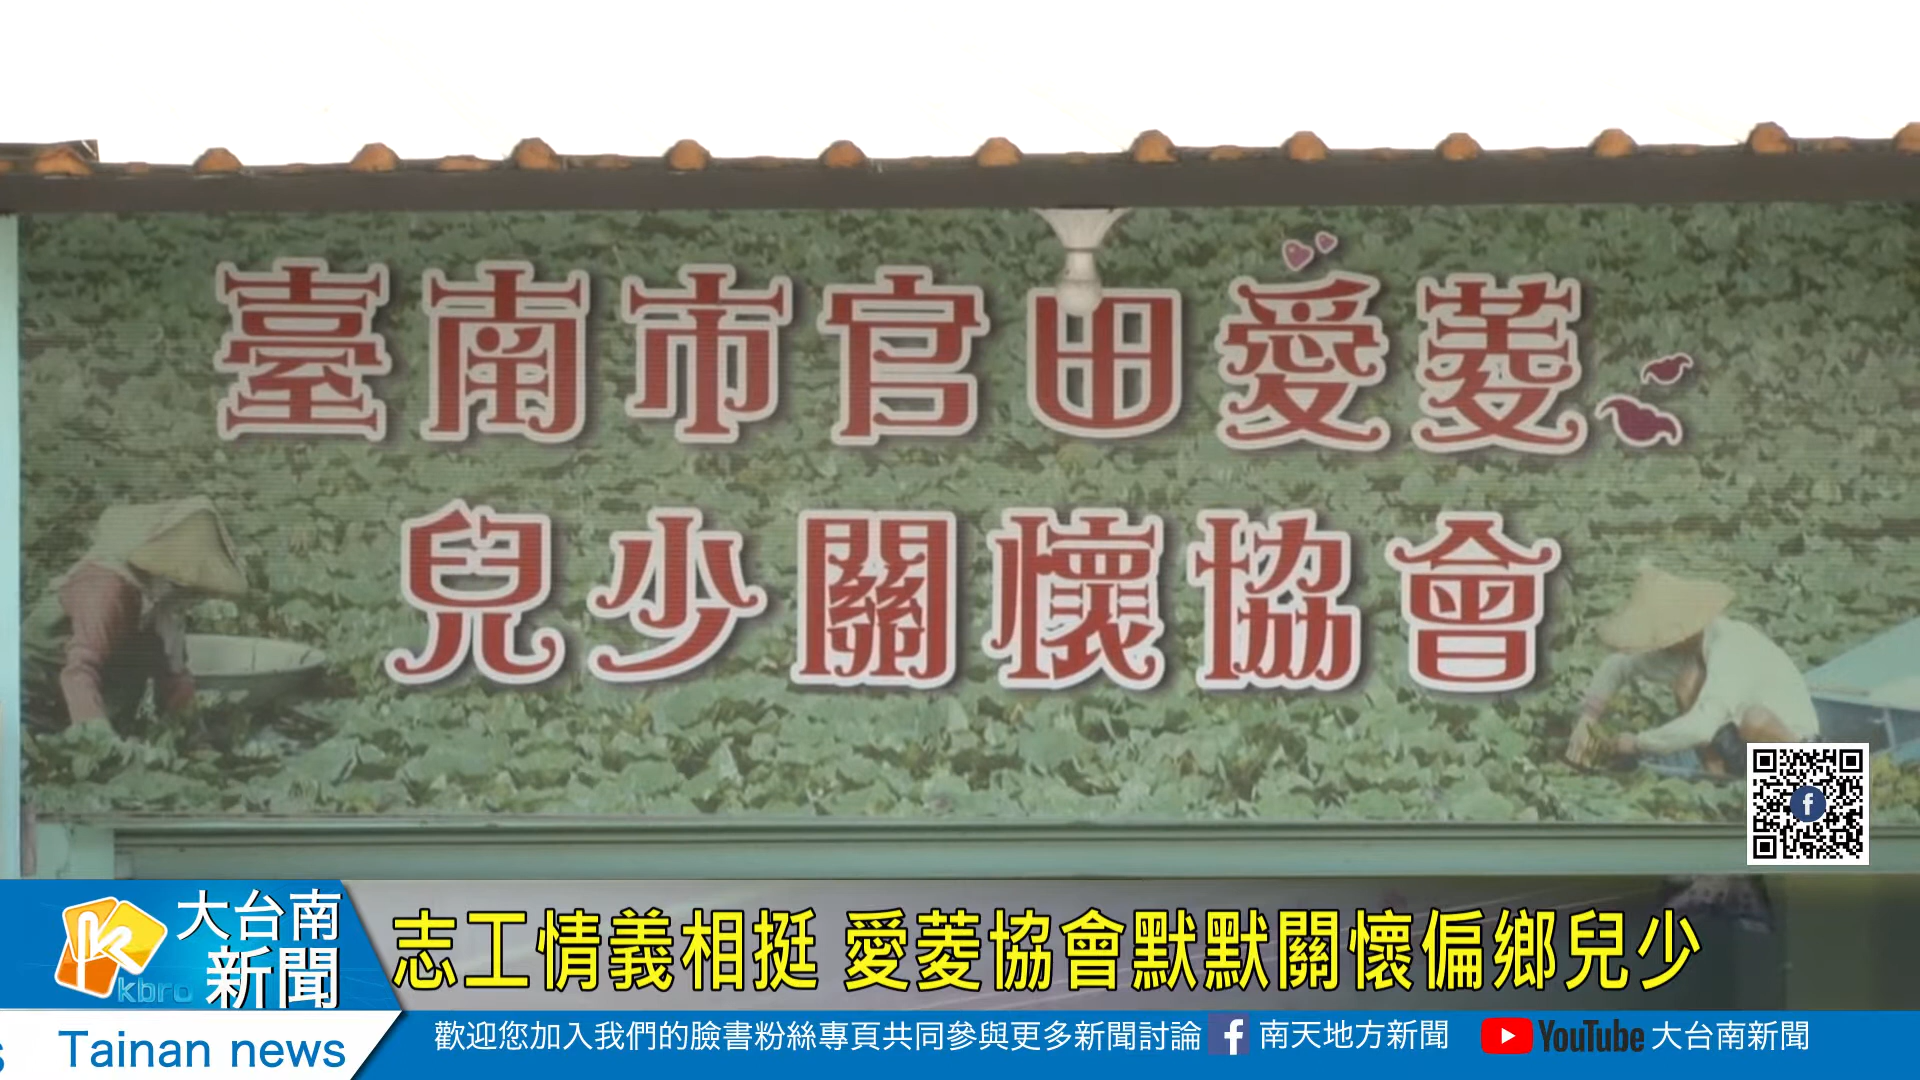 臺南市官田愛菱
兒少關懷協會
大台南
新聞
kbro
志工情義相挺 愛菱協會默默關懷偏鄉兒少
s Tainan news
歡迎您加入我們的臉書粉絲專頁共同參與更多新聞討論 f 南天地方新聞 YouTube 大台南新聞